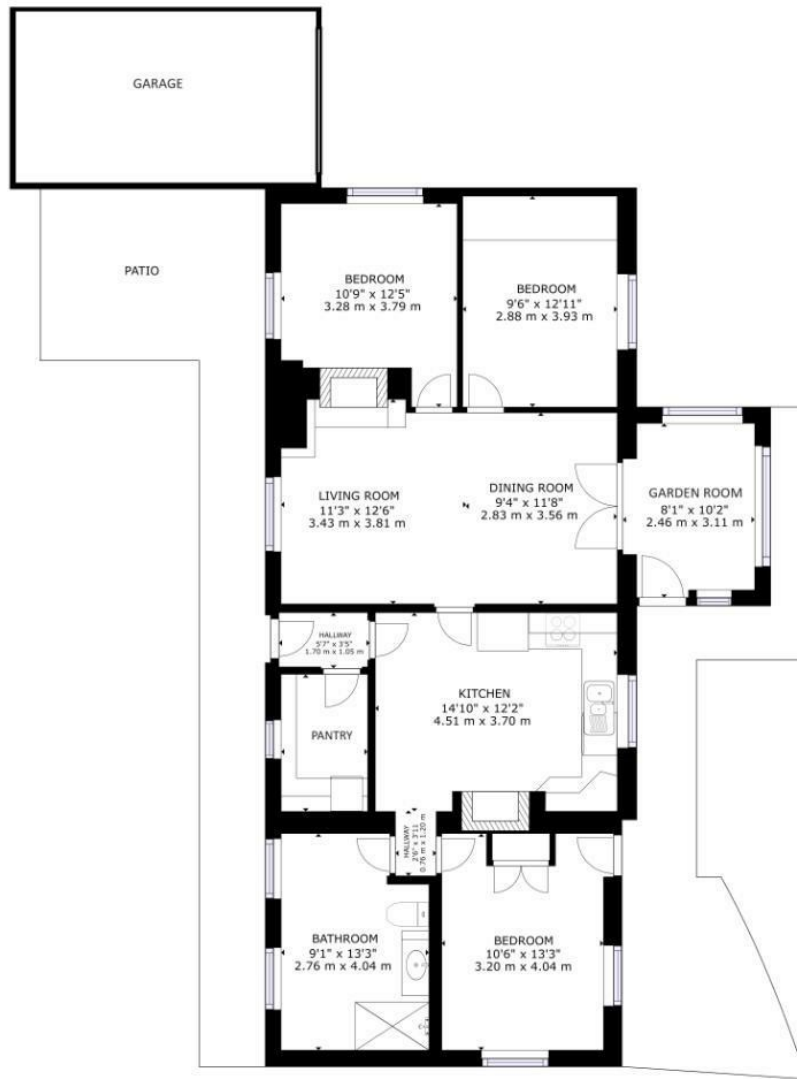 GARAGE
PATIO
BEDROOM
10'9" x 12'5"
3.28 m x 3.79 m
BEDROOM
9'6" x 12'11"
2.88 m x 3.93 m
LIVING ROOM
11'3" x 12'6"
3.43 m x 3.81 m
DINING ROOM
9'4" x 11'8"
2.83 m x 3.56 m
GARDEN ROOM
8'1" x 10'2"
2.46 m x 3.11 m
HALLWAY
5'7" x 3'5"
1.70 m x 1.05 m
KITCHEN
14'10" x 12'2"
4.51 m x 3.70 m
PANTRY
HALLWAY
2'6" x 3'11
0.76 m x 1.20 m
BATHROOM
9'1" x 13'3"
2.76 m x 4.04 m
BEDROOM
10'6" x 13'3"
3.20 m x 4.04 m